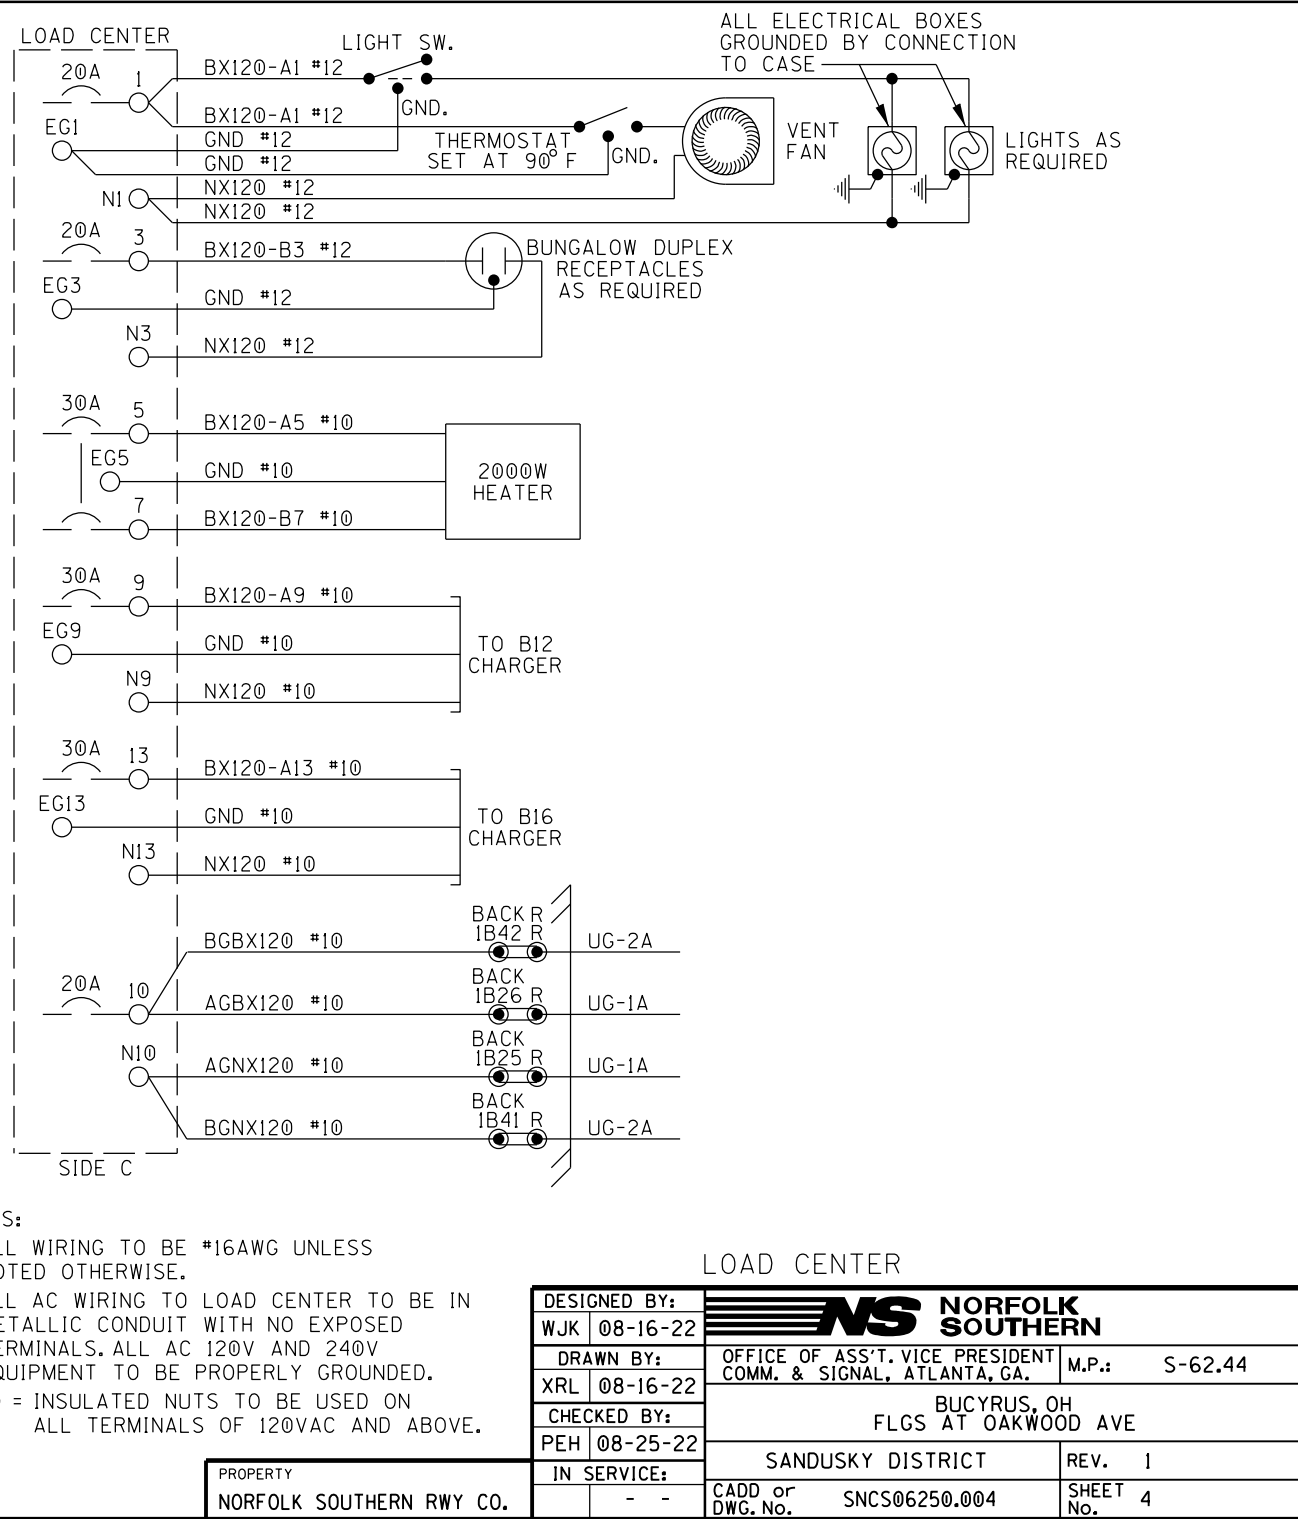 LOAD CENTER
20A
1
BX120-A1 #12
LIGHT SW.
ALL ELECTRICAL BOXES
GROUNDED BY CONNECTION
TO CASE
BX120-A1 #12
GND.
EG1
GND #12
GND #12
THERMOSTAT
SET AT 90° F
GND.
VENT
FAN
LIGHTS AS
REQUIRED
N1
NX120 #12
NX120 #12
20A
3
BX120-B3 #12
BUNGALOW DUPLEX
RECEPTACLES
AS REQUIRED
EG3
GND #12
N3
NX120 #12
30A
5
BX120-A5 #10
EG5
GND #10
2000W
HEATER
7
BX120-B7 #10
30A
9
BX120-A9 #10
EG9
GND #10
TO B12
CHARGER
N9
NX120 #10
30A
13
BX120-A13 #10
EG13
GND #10
TO B16
CHARGER
N13
NX120 #10
BACK R
1B42 R
BGBX120 #10
UG-2A
20A
10
BACK
1B26 R
AGBX120 #10
UG-1A
N10
BACK
1B25 R
AGNX120 #10
UG-1A
BACK
1B41 R
BGNX120 #10
UG-2A
SIDE C
S:
LL WIRING TO BE #16AWG UNLESS
OTED OTHERWISE.
LL AC WIRING TO LOAD CENTER TO BE IN
ETALLIC CONDUIT WITH NO EXPOSED
ERMINALS. ALL AC 120V AND 240V
QUIPMENT TO BE PROPERLY GROUNDED.
= INSULATED NUTS TO BE USED ON
ALL TERMINALS OF 120VAC AND ABOVE.
LOAD CENTER
PROPERTY
NORFOLK SOUTHERN RWY CO.
DESIGNED BY:
WJK 08-16-22
DRAWN BY:
XRL 08-16-22
CHECKED BY:
PEH 08-25-22
IN SERVICE:
- -
NS NORFOLK
SOUTHERN
OFFICE OF ASS'T. VICE PRESIDENT
COMM. & SIGNAL, ATLANTA, GA.
M.P.: S-62.44
BUCYRUS, OH
FLGS AT OAKWOOD AVE
SANDUSKY DISTRICT
REV. 1
CADD or
DWG. No. SNCS06250.004
SHEET
No. 4